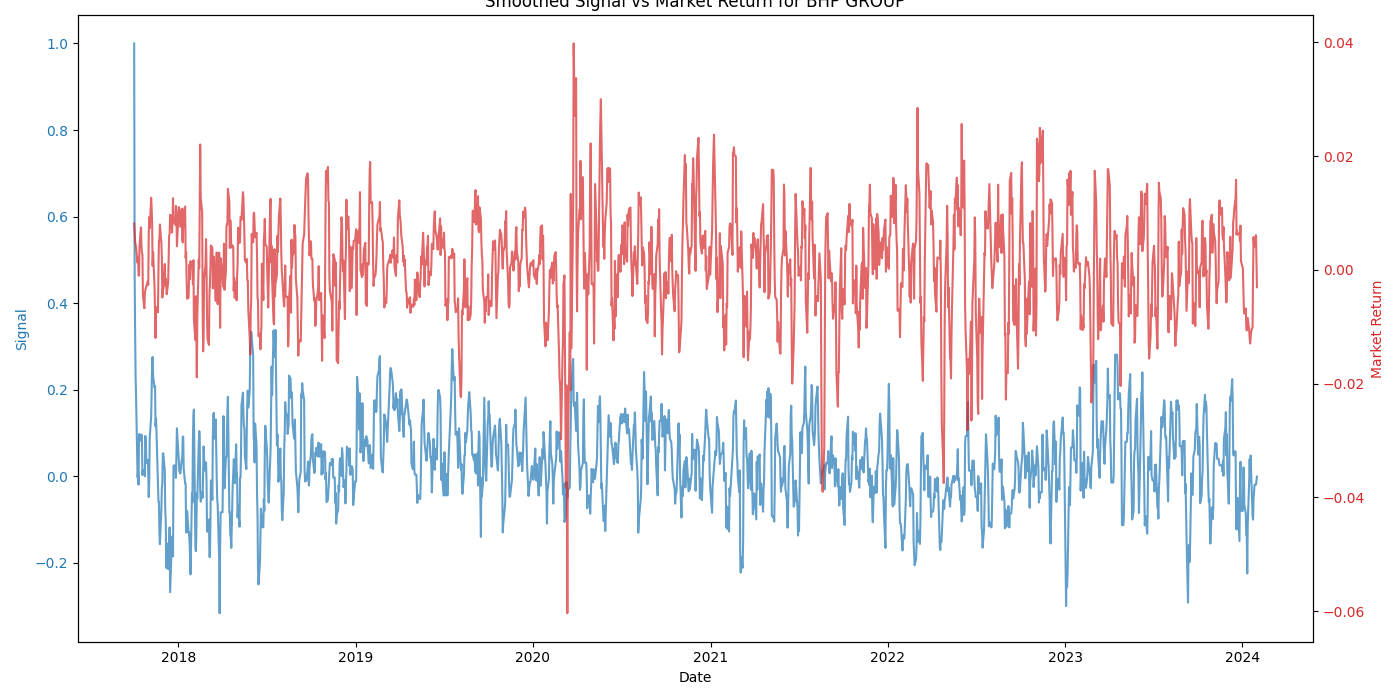 Smoothed Signal vs Market Return for BHP GROUP
1.0
0.8
0.6
0.4
0.2
0.0
−0.2
Signal
0.04
0.02
0.00
−0.02
−0.04
−0.06
Market Return
2018 2019 2020 2021 2022 2023 2024
Date